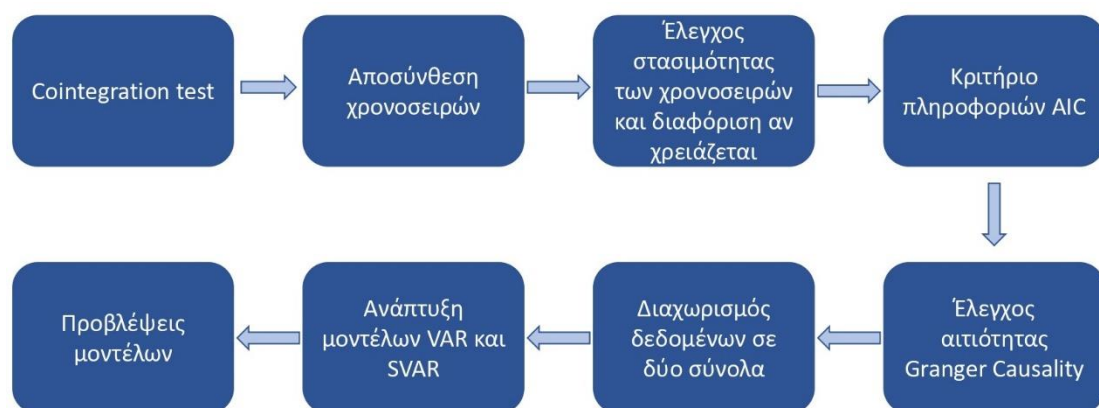 Cointegration test
Αποσύνθεση
χρονοσειρών
Έλεγχος
στασιμότητας
των χρονοσειρών
και διαφόριση αν
χρειάζεται
Κριτήριο
πληροφοριών AIC
Έλεγχος
αιτιότητας
Granger Causality
Διαχωρισμός
δεδομένων σε
δύο σύνολα
Ανάπτυξη
μοντέλων VAR και
SVAR
Προβλέψεις
μοντέλων